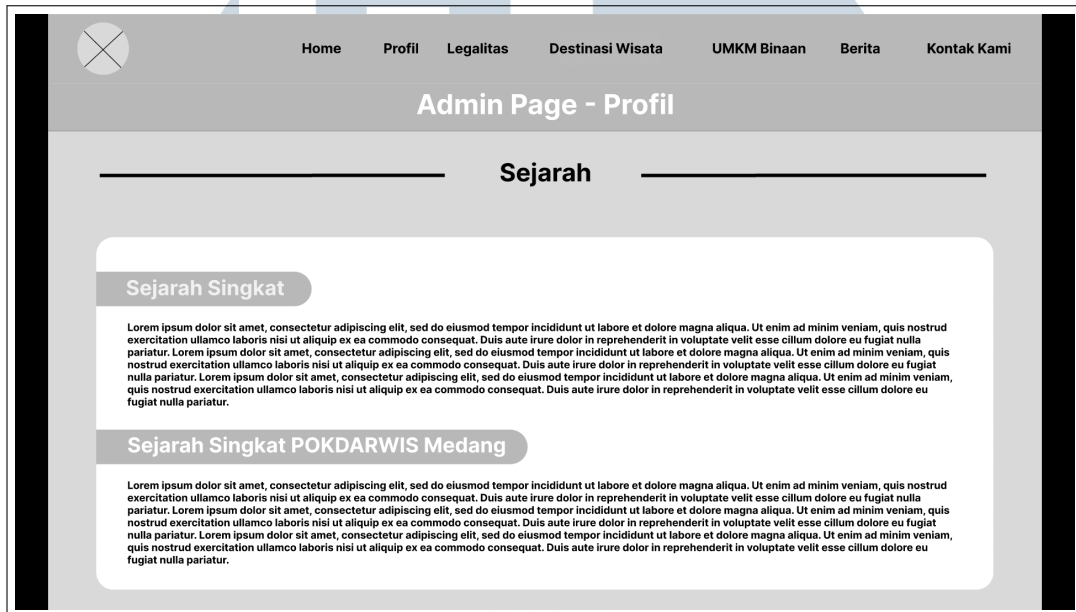 Home Profil Legalitas Destinasi Wisata UMKM Binaan Berita Kontak Kami
Admin Page - Profil
Sejarah
Sejarah Singkat
Lorem ipsum dolor sit amet, consectetur adipiscing elit, sed do eiusmod tempor incididunt ut labore et dolore magna aliqua. Ut enim ad minim veniam, quis nostrud
exercitation ullamco laboris nisi ut aliquip ex ea commodo consequat. Duis aute irure dolor in reprehenderit in voluptate velit esse cillum dolore eu fugiat nulla
pariatur. Lorem ipsum dolor sit amet, consectetur adipiscing elit, sed do eiusmod tempor incididunt ut labore et dolore magna aliqua. Ut enim ad minim veniam, quis
nostrud exercitation ullamco laboris nisi ut aliquip ex ea commodo consequat. Duis aute irure dolor in reprehenderit in voluptate velit esse cillum dolore eu fugiat
nulla pariatur. Lorem ipsum dolor sit amet, consectetur adipiscing elit, sed do eiusmod tempor incididunt ut labore et dolore magna aliqua. Ut enim ad minim veniam,
quis nostrud exercitation ullamco laboris nisi ut aliquip ex ea commodo consequat. Duis aute irure dolor in reprehenderit in voluptate velit esse cillum dolore eu
fugiat nulla pariatur.
Sejarah Singkat POKDARWIS Medang
Lorem ipsum dolor sit amet, consectetur adipiscing elit, sed do eiusmod tempor incididunt ut labore et dolore magna aliqua. Ut enim ad minim veniam, quis nostrud
exercitation ullamco laboris nisi ut aliquip ex ea commodo consequat. Duis aute irure dolor in reprehenderit in voluptate velit esse cillum dolore eu fugiat nulla
pariatur. Lorem ipsum dolor sit amet, consectetur adipiscing elit, sed do eiusmod tempor incididunt ut labore et dolore magna aliqua. Ut enim ad minim veniam, quis
nostrud exercitation ullamco laboris nisi ut aliquip ex ea commodo consequat. Duis aute irure dolor in reprehenderit in voluptate velit esse cillum dolore eu fugiat
nulla pariatur. Lorem ipsum dolor sit amet, consectetur adipiscing elit, sed do eiusmod tempor incididunt ut labore et dolore magna aliqua. Ut enim ad minim veniam,
quis nostrud exercitation ullamco laboris nisi ut aliquip ex ea commodo consequat. Duis aute irure dolor in reprehenderit in voluptate velit esse cillum dolore eu
fugiat nulla pariatur.